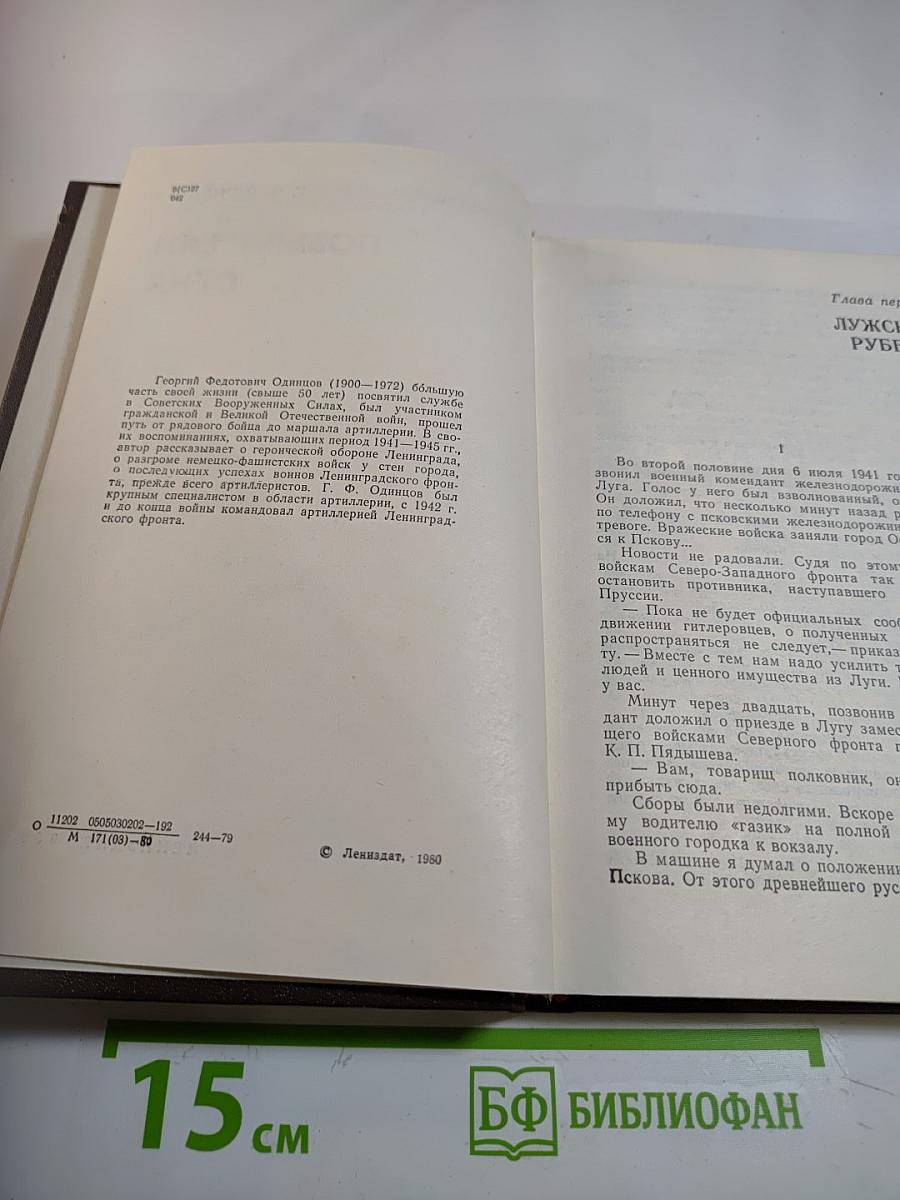 9(С)27
042
Георгий Федотович Одинцов (1900—1972) бо́льшую
часть своей жизни (свыше 50 лет) посвятил службе
в Советских Вооруженных Силах, был участником
гражданской и Великой Отечественной войн, прошел
путь от рядового бойца до маршала артиллерии. В сво-
их воспоминаниях, охватывающих период 1941—1945 гг.,
автор рассказывает о героической обороне Ленинграда,
о разгроме немецко-фашистских войск у стен города,
о последующих успехах воинов Ленинградского фрон-
та, прежде всего артиллеристов. Г. Ф. Одинцов был
крупным специалистом в области артиллерии, с 1942 г.
и до конца войны командовал артиллерией Ленинград-
ского фронта.
О 11202 0505030202—192
М 171(03)—80
244—79
© Лениздат, 1980
Глава пер
ЛУЖСК
РУБЕ
1
Во второй половине дня 6 июля 1941 го
звонил военный комендант железнодорожн
Луга. Голос у него был взволнованный, о
Он доложил, что несколько минут назад р
по телефону с псковскими железнодорожни
тревоге. Вражеские войска заняли город Ос
ся к Пскову...
Новости не радовали. Судя по этом
войскам Северо-Западного фронта так
остановить противника, наступавшего
Пруссии.
— Пока не будет официальных сооб
движении гитлеровцев, о полученных
распространяться не следует,— приказ
ту. — Вместе с тем нам надо усилить т
людей и ценного имущества из Луги.
у вас.
Минут через двадцать, позвонив
дант доложил о приезде в Лугу замес
щего войсками Северного фронта г
К. П. Пядышева.
— Вам, товарищ полковник, он
прибыть сюда.
Сборы были недолгими. Вскоре
му водителю «газик» на полной
военного городка к вокзалу.
В машине я думал о положении
Пскова. От этого древнейшего рус
15 см
БФ БИБЛИОФАН